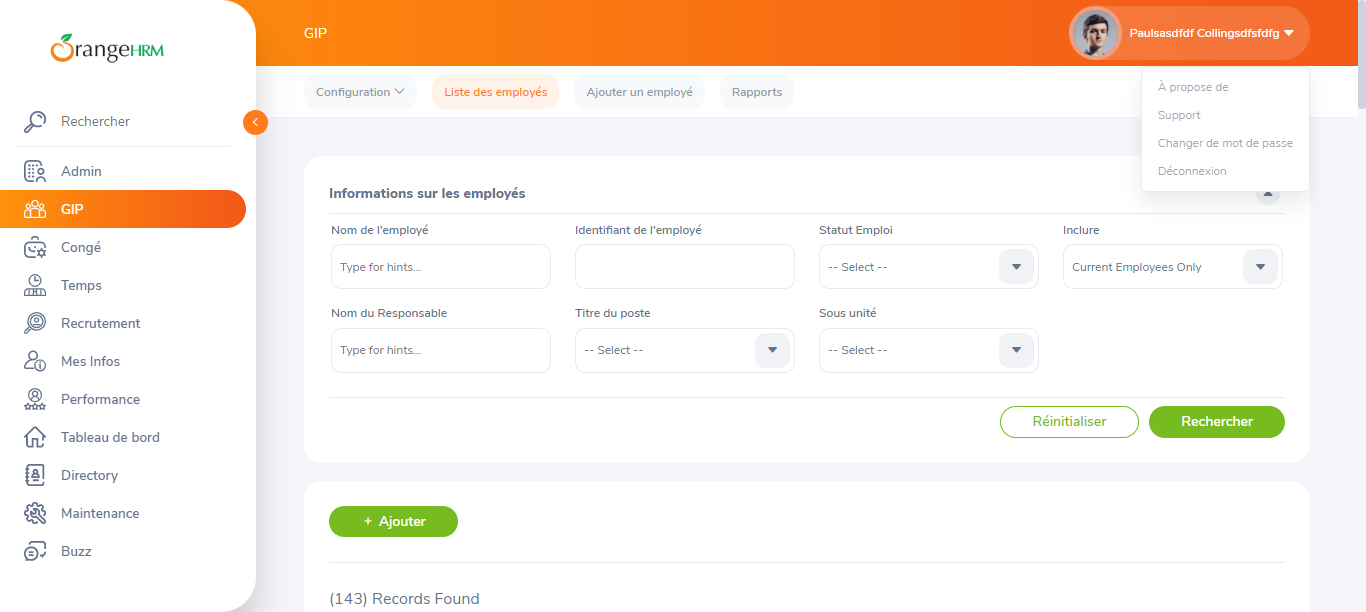 OrangeHRM
GIP
Paulsasdfdf Collingsdfsfdfg
À propose de
Support
Changer de mot de passe
Déconnexion
Rechercher
Admin
GIP
Congé
Temps
Recrutement
Mes Infos
Performance
Tableau de bord
Directory
Maintenance
Buzz
Configuration
Liste des employés
Ajouter un employé
Rapports
Informations sur les employés
Nom de l'employé
Identifiant de l'employé
Statut Emploi
Inclure
Type for hints...
-- Select --
Current Employees Only
Nom du Responsable
Titre du poste
Sous unité
Type for hints...
-- Select --
-- Select --
Réinitialiser
Rechercher
+ Ajouter
(143) Records Found